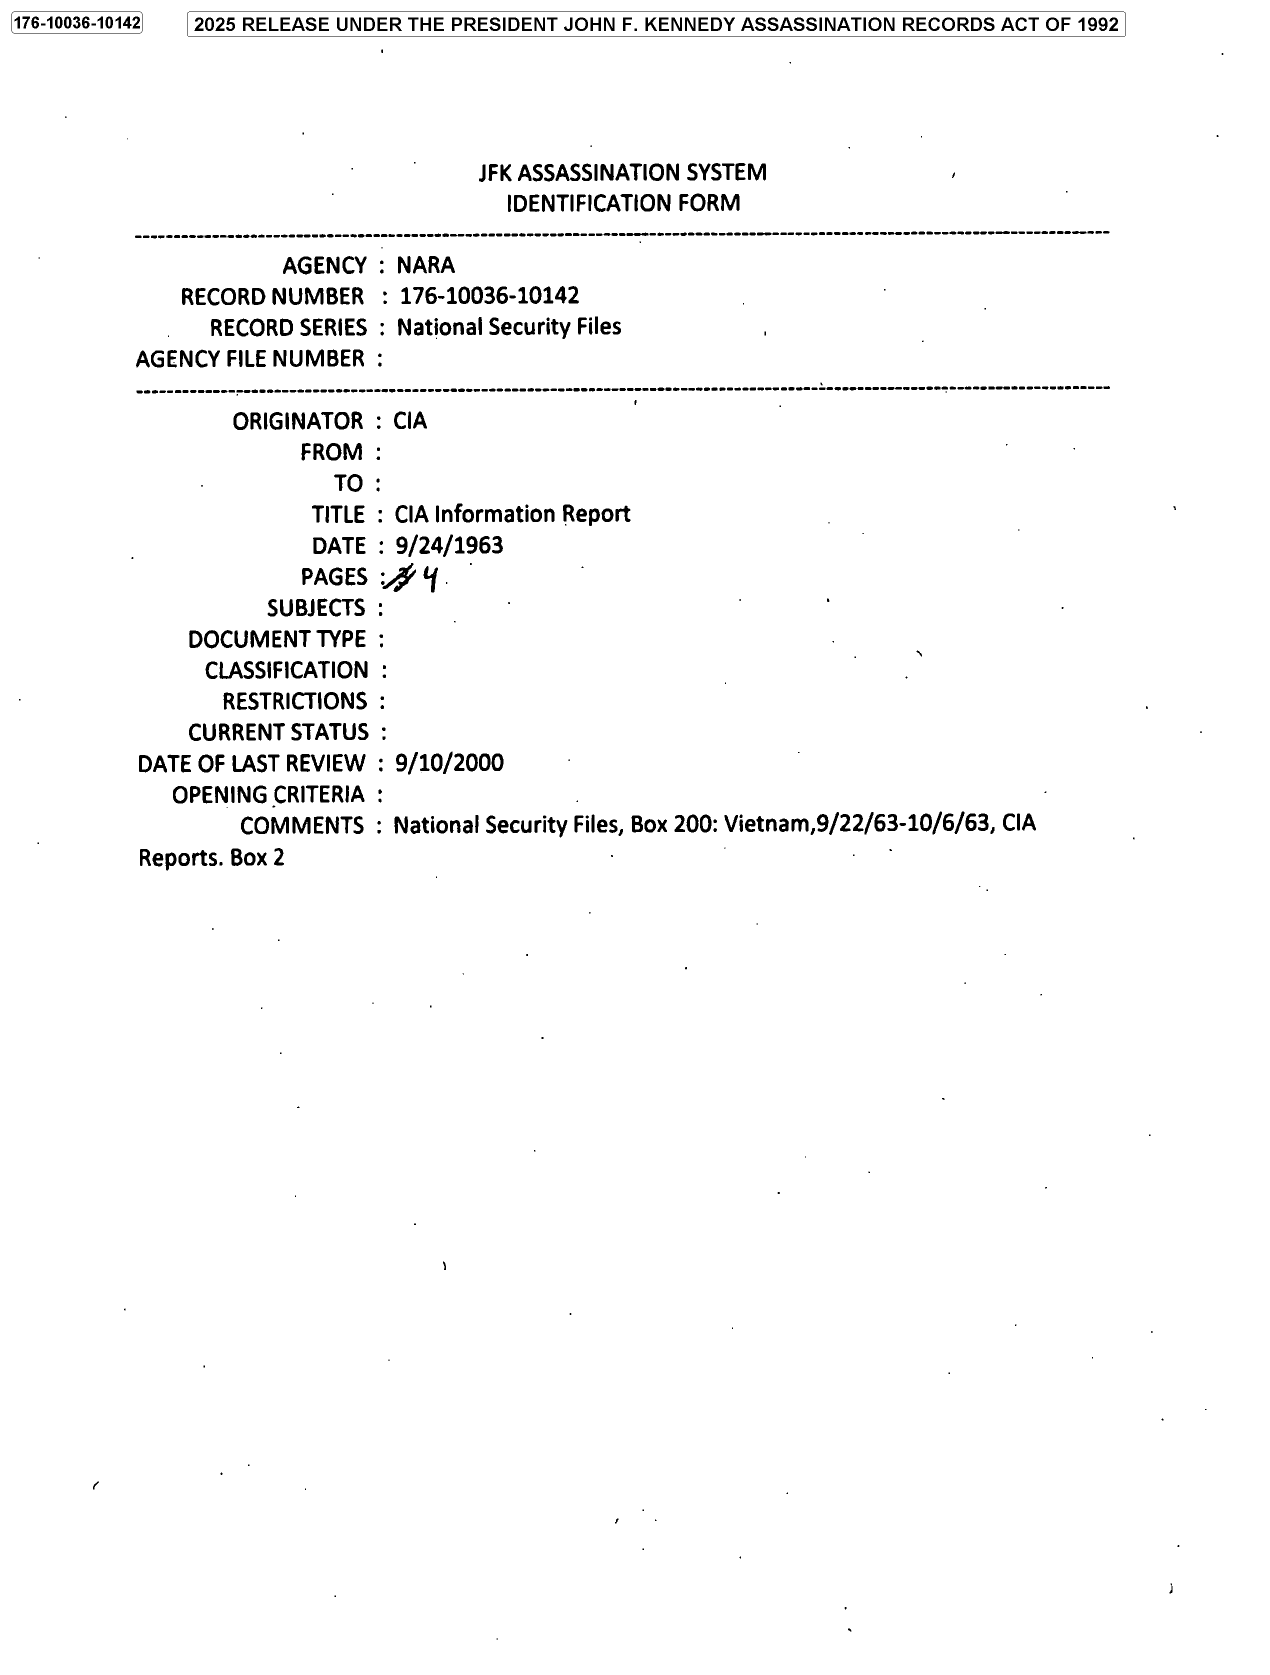 176-10036-10142
2025 RELEASE UNDER THE PRESIDENT JOHN F. KENNEDY ASSASSINATION RECORDS ACT OF 1992
JFK ASSASSINATION SYSTEM
IDENTIFICATION FORM
AGENCY : NARA
RECORD NUMBER : 176-10036-10142
RECORD SERIES : National Security Files
AGENCY FILE NUMBER :
ORIGINATOR : CIA
FROM :
TO :
TITLE : CIA Information Report
DATE : 9/24/1963
PAGES : 4
SUBJECTS :
DOCUMENT TYPE :
CLASSIFICATION :
RESTRICTIONS :
CURRENT STATUS :
DATE OF LAST REVIEW : 9/10/2000
OPENING CRITERIA :
COMMENTS : National Security Files, Box 200: Vietnam,9/22/63-10/6/63, CIA
Reports. Box 2